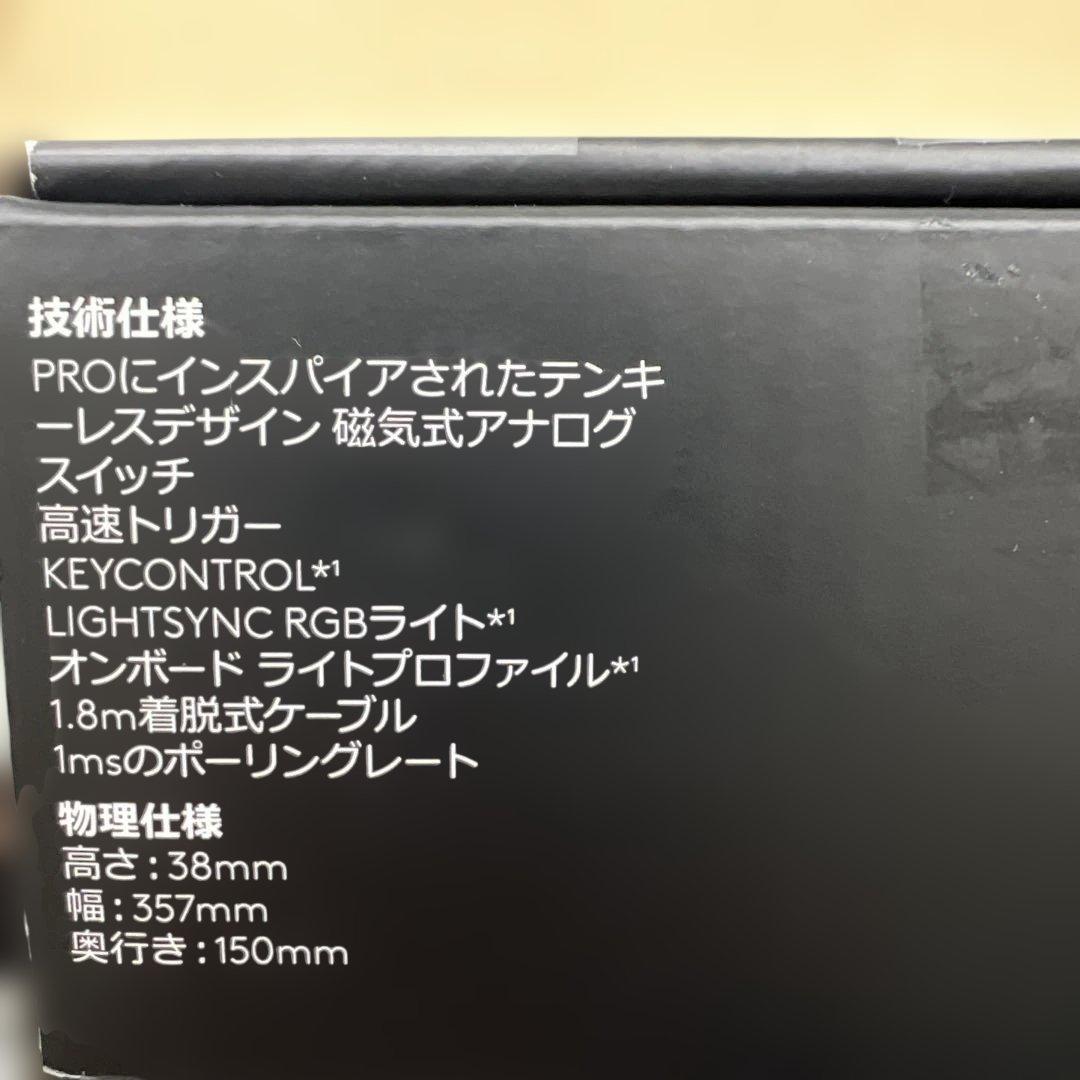 技術仕様
PROにインスパイアされたテンキ
ーレスデザイン 磁気式アナログ
スイッチ
高速トリガー
KEYCONTROL*¹
LIGHTSYNC RGBライト*¹
オンボード ライトプロファイル*¹
1.8m着脱式ケーブル
1msのポーリングレート
物理仕様
高さ:38mm
幅:357mm
奥行き:150mm